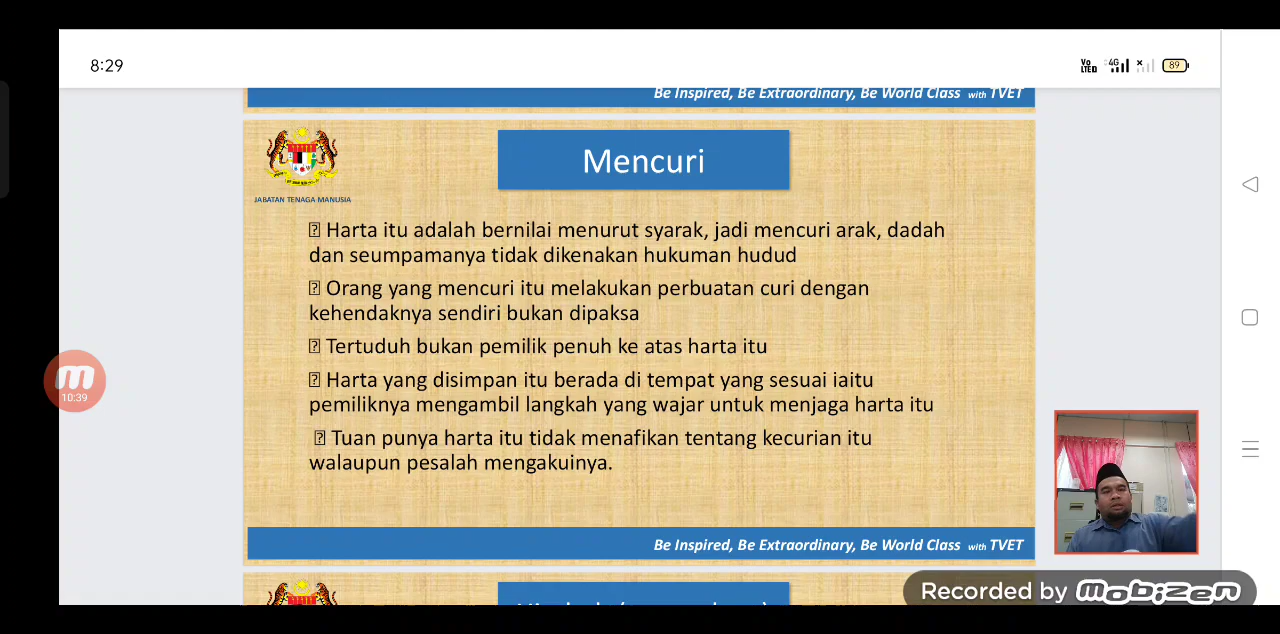 8:29
Vo
LTE
4G
89
Be Inspired, Be Extraordinary, Be World Class with TVET
Mencuri
JABATAN TENAGA MANUSIA
Harta itu adalah bernilai menurut syarak, jadi mencuri arak, dadah
dan seumpamanya tidak dikenakan hukuman hudud
Orang yang mencuri itu melakukan perbuatan curi dengan
kehendaknya sendiri bukan dipaksa
Tertuduh bukan pemilik penuh ke atas harta itu
Harta yang disimpan itu berada di tempat yang sesuai iaitu
pemiliknya mengambil langkah yang wajar untuk menjaga harta itu
Tuan punya harta itu tidak menafikan tentang kecurian itu
walaupun pesalah mengakuinya.
10:39
Be Inspired, Be Extraordinary, Be World Class with TVET
Recorded by mobizen